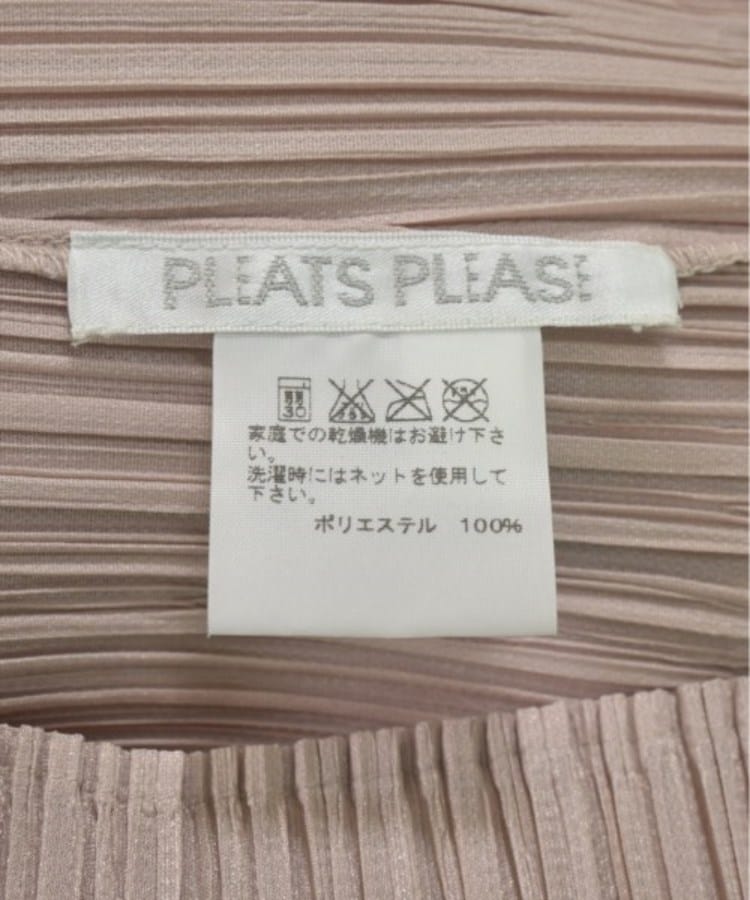 PLEATS PLEASE
30
家庭での乾燥機はお避け下さ
い。
洗濯時にはネットを使用して
下さい。
ポリエステル 100%